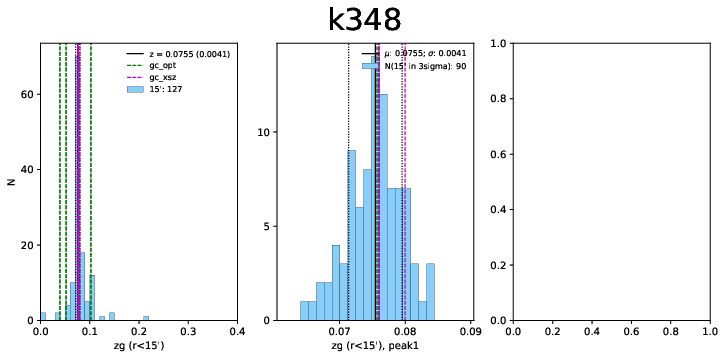 k348
z = 0.0755 (0.0041)
gc_opt
gc_xsz
15': 127
N
60
40
20
0
0.0 0.1 0.2 0.3 0.4
zg (r<15')
μ: 0.0755; σ: 0.0041
N(15' in 3sigma): 90
10
5
0
0.07 0.08 0.09
zg (r<15'), peak1
1.0
0.8
0.6
0.4
0.2
0.0
0.0 0.2 0.4 0.6 0.8 1.0